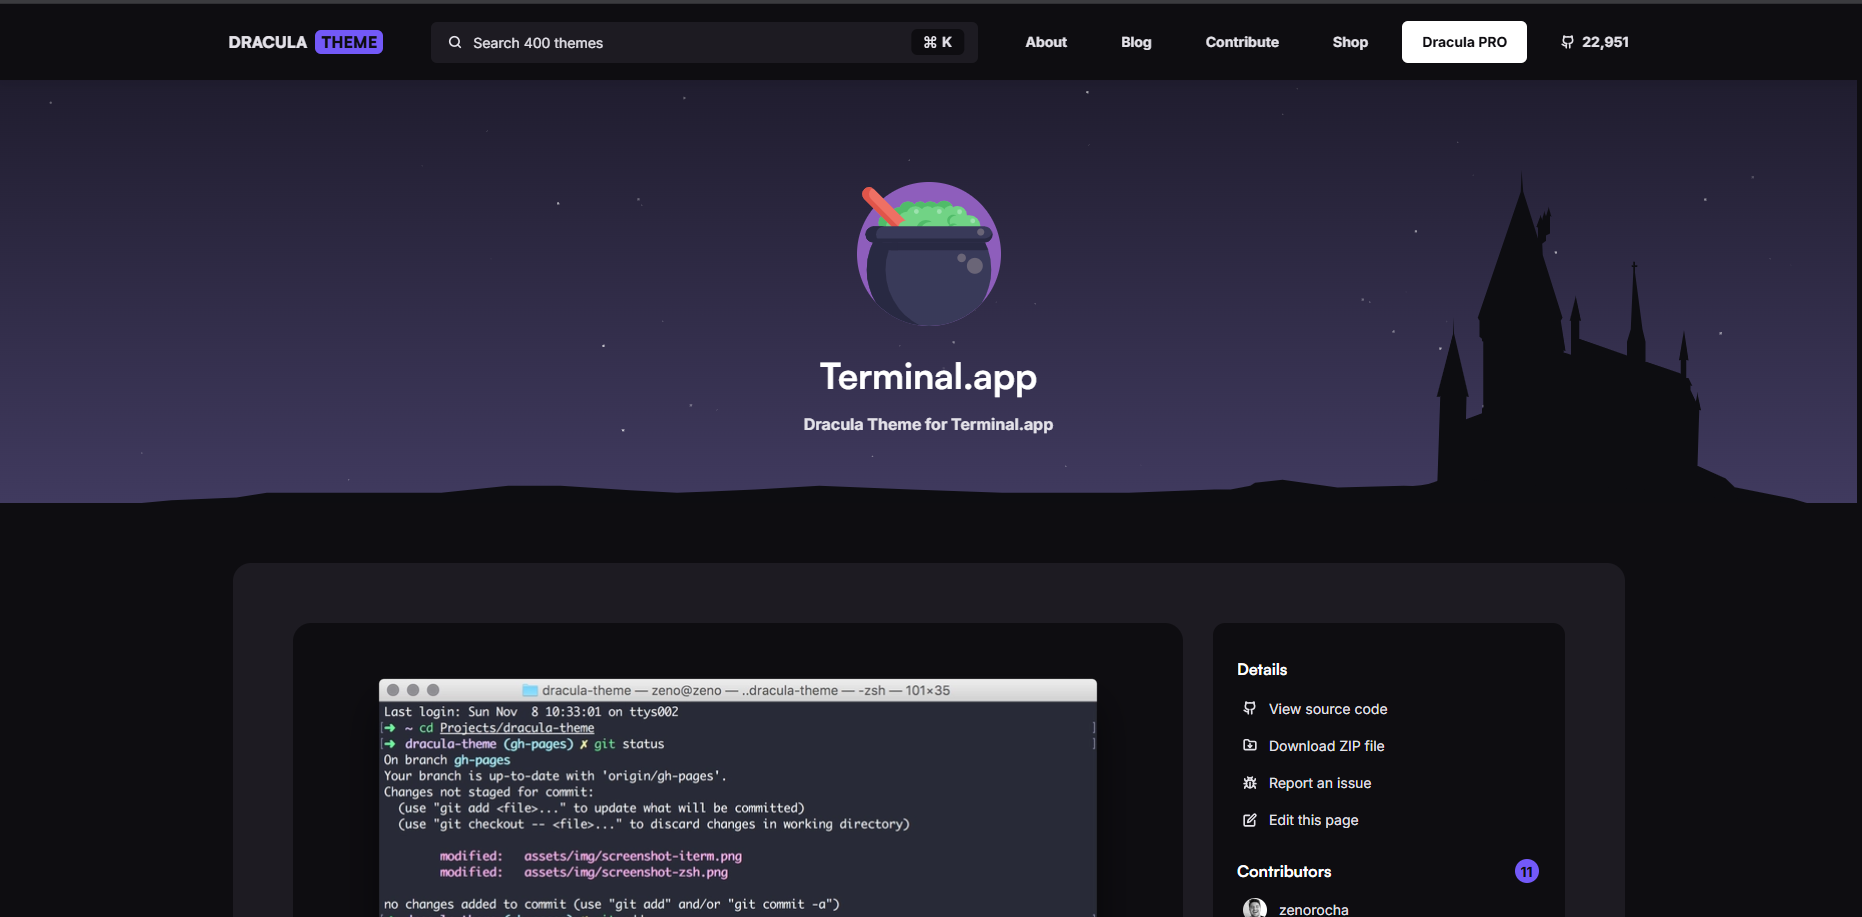 DRACULA THEME
Search 400 themes
⌘ K
About
Blog
Contribute
Shop
Dracula PRO
22,951
Terminal.app
Dracula Theme for Terminal.app
dracula-theme — zeno@zeno — ..dracula-theme — -zsh — 101×35
Last login: Sun Nov  8 10:33:01 on ttys002
[➜ ~ cd Projects/dracula-theme ]
[➜ dracula-theme (gh-pages) ✗ git status ]
On branch gh-pages
Your branch is up-to-date with 'origin/gh-pages'.
Changes not staged for commit:
(use "git add <file>..." to update what will be committed)
(use "git checkout -- <file>..." to discard changes in working directory)
modified:   assets/img/screenshot-iterm.png
modified:   assets/img/screenshot-zsh.png
no changes added to commit (use "git add" and/or "git commit -a")
Details
View source code
Download ZIP file
Report an issue
Edit this page
Contributors
11
zenorocha